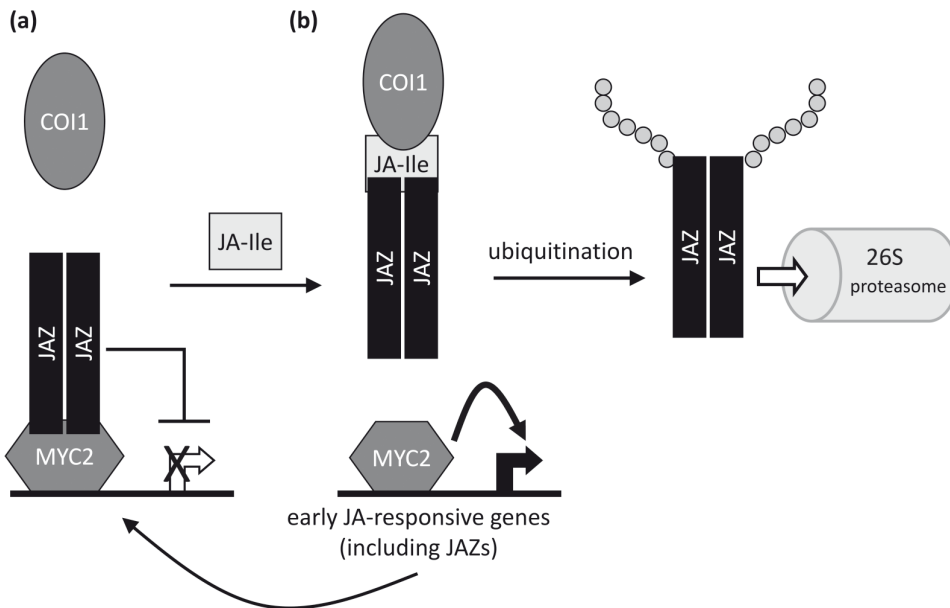 (a)
COI1
JAZ
JAZ
MYC2
JA-Ile
(b)
COI1
JA-Ile
JAZ
JAZ
MYC2
early JA-responsive genes
(including JAZs)
ubiquitination
JAZ
JAZ
26S
proteasome